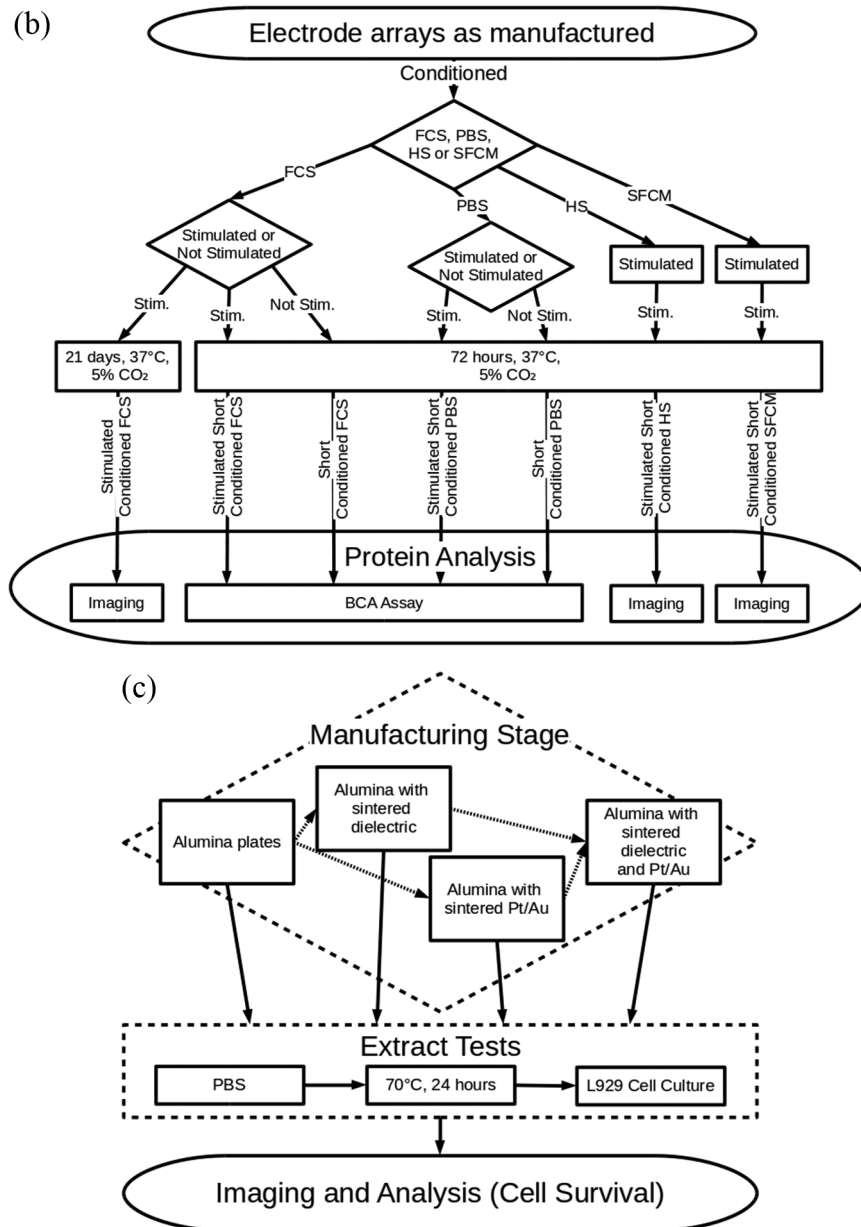 (b)
Electrode arrays as manufactured
Conditioned
FCS, PBS,
HS or SFCM
FCS
PBS
HS
SFCM
Stimulated or
Not Stimulated
Stimulated or
Not Stimulated
Stimulated
Stimulated
Stim.
Stim.
Not Stim.
Stim.
Not Stim.
Stim.
Stim.
21 days, 37°C,
5% CO₂
72 hours, 37°C,
5% CO₂
Stimulated
Conditioned FCS
Stimulated Short
Conditioned FCS
Short
Conditioned FCS
Stimulated Short
Conditioned PBS
Short
Conditioned PBS
Stimulated Short
Conditioned HS
Stimulated Short
Conditioned SFCM
Protein Analysis
Imaging
BCA Assay
Imaging
Imaging
(c)
Manufacturing Stage
Alumina plates
Alumina with
sintered
dielectric
Alumina with
sintered Pt/Au
Alumina with
sintered
dielectric
and Pt/Au
Extract Tests
PBS
70°C, 24 hours
L929 Cell Culture
Imaging and Analysis (Cell Survival)